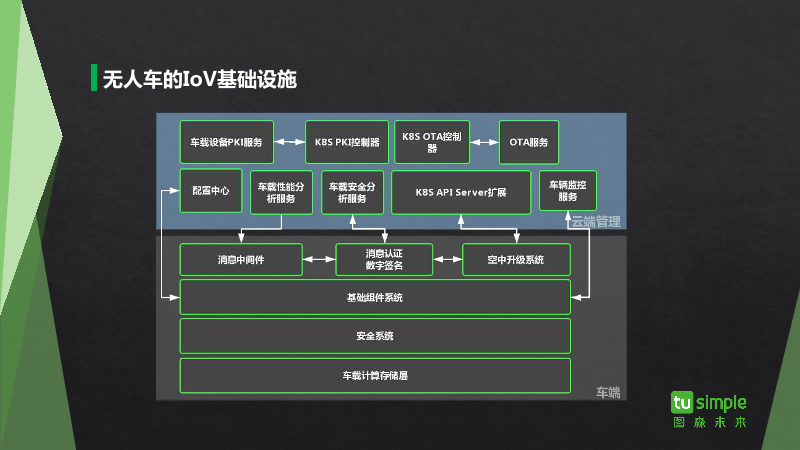 无人车的IoV基础设施
车载设备PKI服务
K8S PKI控制器
K8S OTA控制
器
OTA服务
配置中心
车载性能分
析服务
车载安全分
析服务
K8S API Server扩展
车辆监控
服务
云端管理
消息中间件
消息认证
数字签名
空中升级系统
基础组件系统
安全系统
车载计算存储层
车端
tu simple
图森未来